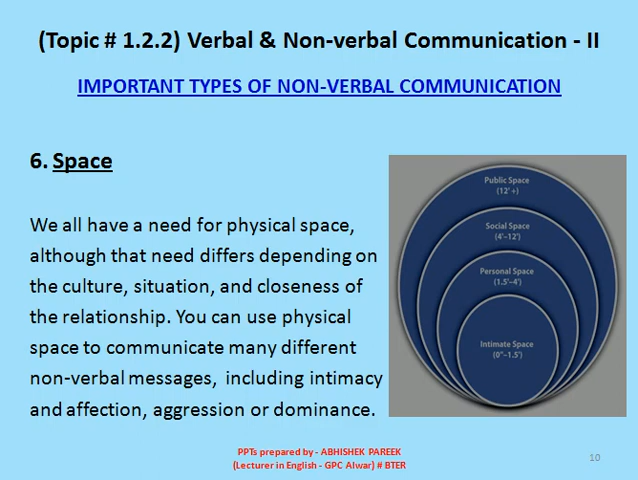 (Topic # 1.2.2) Verbal & Non-verbal Communication - II
IMPORTANT TYPES OF NON-VERBAL COMMUNICATION
6. Space
We all have a need for physical space,
although that need differs depending on
the culture, situation, and closeness of
the relationship. You can use physical
space to communicate many different
non-verbal messages, including intimacy
and affection, aggression or dominance.
Public Space
(12' +)
Social Space
(4'–12')
Personal Space
(1.5'–4')
Intimate Space
(0"–1.5')
PPTs prepared by - ABHISHEK PAREEK
(Lecturer in English - GPC Alwar) # BTER
10